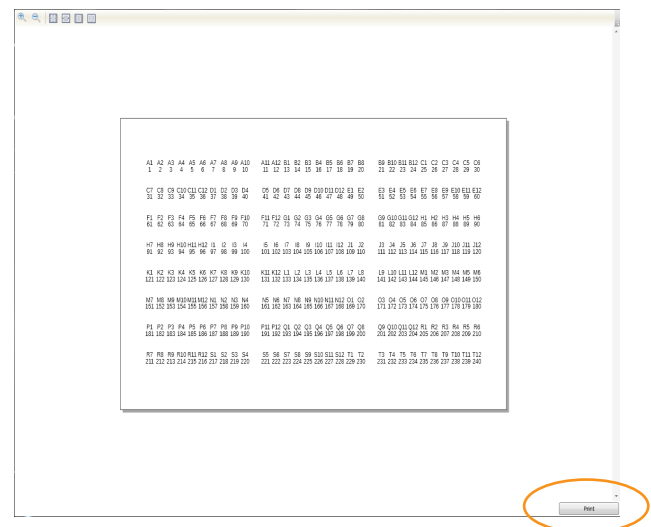 A1 A2 A3 A4 A5 A6 A7 A8 A9 A10 A11 A12 B1 B2 B3 B4 B5 B6 B7 B8 B9 B10 B11 B12 C1 C2 C3 C4 C5 C6
1 2 3 4 5 6 7 8 9 10 11 12 13 14 15 16 17 18 19 20 21 22 23 24 25 26 27 28 29 30
C7 C8 C9 C10 C11 C12 D1 D2 D3 D4 D5 D6 D7 D8 D9 D10 D11 D12 E1 E2 E3 E4 E5 E6 E7 E8 E9 E10 E11 E12
31 32 33 34 35 36 37 38 39 40 41 42 43 44 45 46 47 48 49 50 51 52 53 54 55 56 57 58 59 60
F1 F2 F3 F4 F5 F6 F7 F8 F9 F10 F11 F12 G1 G2 G3 G4 G5 G6 G7 G8 G9 G10 G11 G12 H1 H2 H3 H4 H5 H6
61 62 63 64 65 66 67 68 69 70 71 72 73 74 75 76 77 78 79 80 81 82 83 84 85 86 87 88 89 90
H7 H8 H9 H10 H11 H12 I1 I2 I3 I4 I5 I6 I7 I8 I9 I10 I11 I12 J1 J2 J3 J4 J5 J6 J7 J8 J9 J10 J11 J12
91 92 93 94 95 96 97 98 99 100 101 102 103 104 105 106 107 108 109 110 111 112 113 114 115 116 117 118 119 120
K1 K2 K3 K4 K5 K6 K7 K8 K9 K10 K11 K12 L1 L2 L3 L4 L5 L6 L7 L8 L9 L10 L11 L12 M1 M2 M3 M4 M5 M6
121 122 123 124 125 126 127 128 129 130 131 132 133 134 135 136 137 138 139 140 141 142 143 144 145 146 147 148 149 150
M7 M8 M9 M10 M11 M12 N1 N2 N3 N4 N5 N6 N7 N8 N9 N10 N11 N12 O1 O2 O3 O4 O5 O6 O7 O8 O9 O10 O11 O12
151 152 153 154 155 156 157 158 159 160 161 162 163 164 165 166 167 168 169 170 171 172 173 174 175 176 177 178 179 180
P1 P2 P3 P4 P5 P6 P7 P8 P9 P10 P11 P12 Q1 Q2 Q3 Q4 Q5 Q6 Q7 Q8 Q9 Q10 Q11 Q12 R1 R2 R3 R4 R5 R6
181 182 183 184 185 186 187 188 189 190 191 192 193 194 195 196 197 198 199 200 201 202 203 204 205 206 207 208 209 210
R7 R8 R9 R10 R11 R12 S1 S2 S3 S4 S5 S6 S7 S8 S9 S10 S11 S12 T1 T2 T3 T4 T5 T6 T7 T8 T9 T10 T11 T12
211 212 213 214 215 216 217 218 219 220 221 222 223 224 225 226 227 228 229 230 231 232 233 234 235 236 237 238 239 240
Print